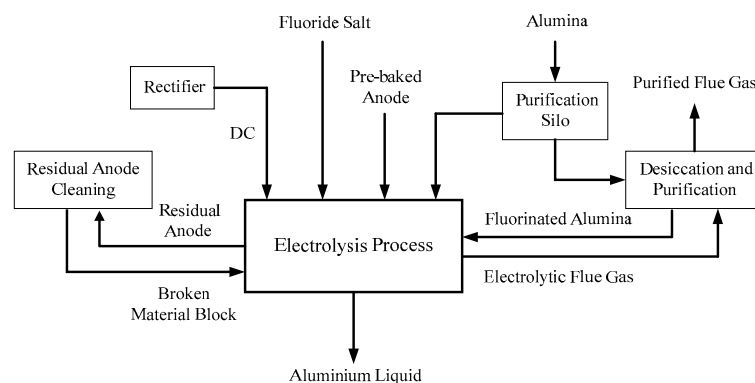 Fluoride Salt
Alumina
Rectifier
Pre-baked
Anode
Purification
Silo
Purified Flue Gas
DC
Residual Anode
Cleaning
Desiccation and
Purification
Residual
Anode
Electrolysis Process
Fluorinated Alumina
Electrolytic Flue Gas
Broken
Material Block
Aluminium Liquid